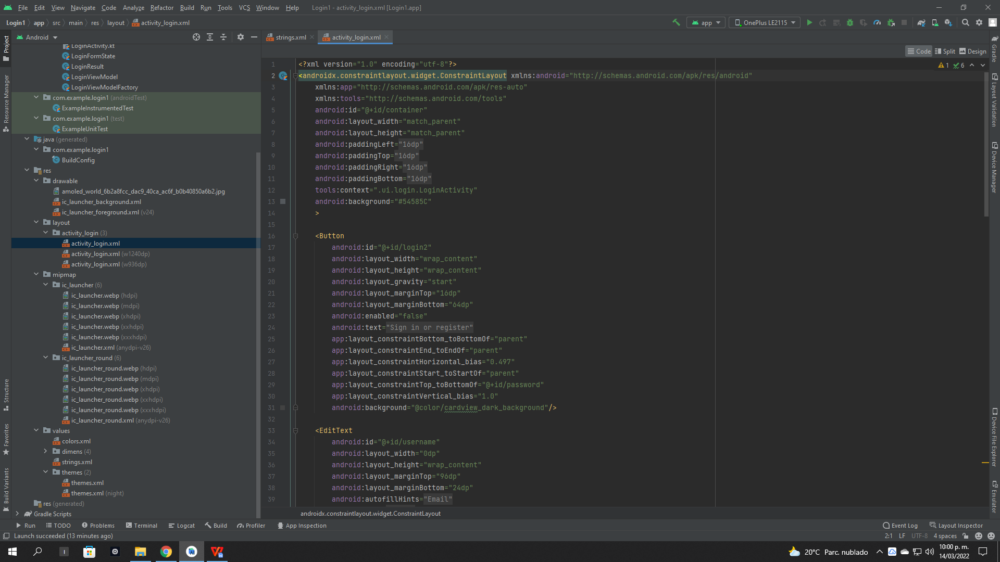 File Edit View Navigate Code Analyze Refactor Build Run Tools VCS Window Help Login1 - activity_login.xml [Login1.app]
Login1 app src main res layout activity_login.xml app OnePlus LE2115
Project
Resource Manager
Structure
Favorites
Build Variants
Android
LoginActivity.kt
LoginFormState
LoginResult
LoginViewModel
LoginViewModelFactory
com.example.login1 (androidTest)
ExampleInstrumentedTest
com.example.login1 (test)
ExampleUnitTest
java (generated)
com.example.login1
BuildConfig
res
drawable
amoled_world_6b2a8fcc_dac9_40ca_ac6f_b0b40850a6b2.jpg
ic_launcher_background.xml
ic_launcher_foreground.xml (v24)
layout
activity_login (3)
activity_login.xml
activity_login.xml (w1240dp)
activity_login.xml (w936dp)
mipmap
ic_launcher (6)
ic_launcher.webp (hdpi)
ic_launcher.webp (mdpi)
ic_launcher.webp (xhdpi)
ic_launcher.webp (xxhdpi)
ic_launcher.webp (xxxhdpi)
ic_launcher.xml (anydpi-v26)
ic_launcher_round (6)
ic_launcher_round.webp (hdpi)
ic_launcher_round.webp (mdpi)
ic_launcher_round.webp (xhdpi)
ic_launcher_round.webp (xxhdpi)
ic_launcher_round.webp (xxxhdpi)
ic_launcher_round.xml (anydpi-v26)
values
colors.xml
dimens (4)
strings.xml
themes (2)
themes.xml
themes.xml (night)
res (generated)
Gradle Scripts
strings.xml activity_login.xml
Code Split Design
1 6
1 <?xml version="1.0" encoding="utf-8"?>
2 <androidx.constraintlayout.widget.ConstraintLayout xmlns:android="http://schemas.android.com/apk/res/android"
3 xmlns:app="http://schemas.android.com/apk/res-auto"
4 xmlns:tools="http://schemas.android.com/tools"
5 android:id="@+id/container"
6 android:layout_width="match_parent"
7 android:layout_height="match_parent"
8 android:paddingLeft="16dp"
9 android:paddingTop="16dp"
10 android:paddingRight="16dp"
11 android:paddingBottom="16dp"
12 tools:context=".ui.login.LoginActivity"
13 android:background="#54585C"
14 >
15
16 <Button
17 android:id="@+id/login2"
18 android:layout_width="wrap_content"
19 android:layout_height="wrap_content"
20 android:layout_gravity="start"
21 android:layout_marginTop="16dp"
22 android:layout_marginBottom="64dp"
23 android:enabled="false"
24 android:text="Sign in or register"
25 app:layout_constraintBottom_toBottomOf="parent"
26 app:layout_constraintEnd_toEndOf="parent"
27 app:layout_constraintHorizontal_bias="0.497"
28 app:layout_constraintStart_toStartOf="parent"
29 app:layout_constraintTop_toBottomOf="@+id/password"
30 app:layout_constraintVertical_bias="1.0"
31 android:background="@color/cardview_dark_background"/>
32
33 <EditText
34 android:id="@+id/username"
35 android:layout_width="0dp"
36 android:layout_height="wrap_content"
37 android:layout_marginTop="96dp"
38 android:layout_marginBottom="24dp"
39 android:autofillHints="Email"
androidx.constraintlayout.widget.ConstraintLayout
Gradle
Layout Validation
Device Manager
Device File Explorer
Emulator
Run TODO Problems Terminal Logcat Build Profiler App Inspection Event Log Layout Inspector
Launch succeeded (13 minutes ago) 2:1 LF UTF-8 4 spaces
20°C Parc. nublado 10:00 p. m.
14/03/2022